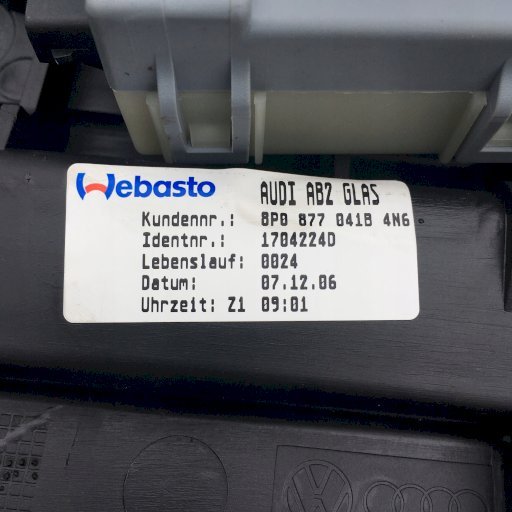 Webasto AUDI AB2 GLAS
Kundennr.: 8P0 877 041B 4N6
Identnr.: 1704224D
Lebenslauf: 0024
Datum: 07.12.06
Uhrzeit: Z1 09:01